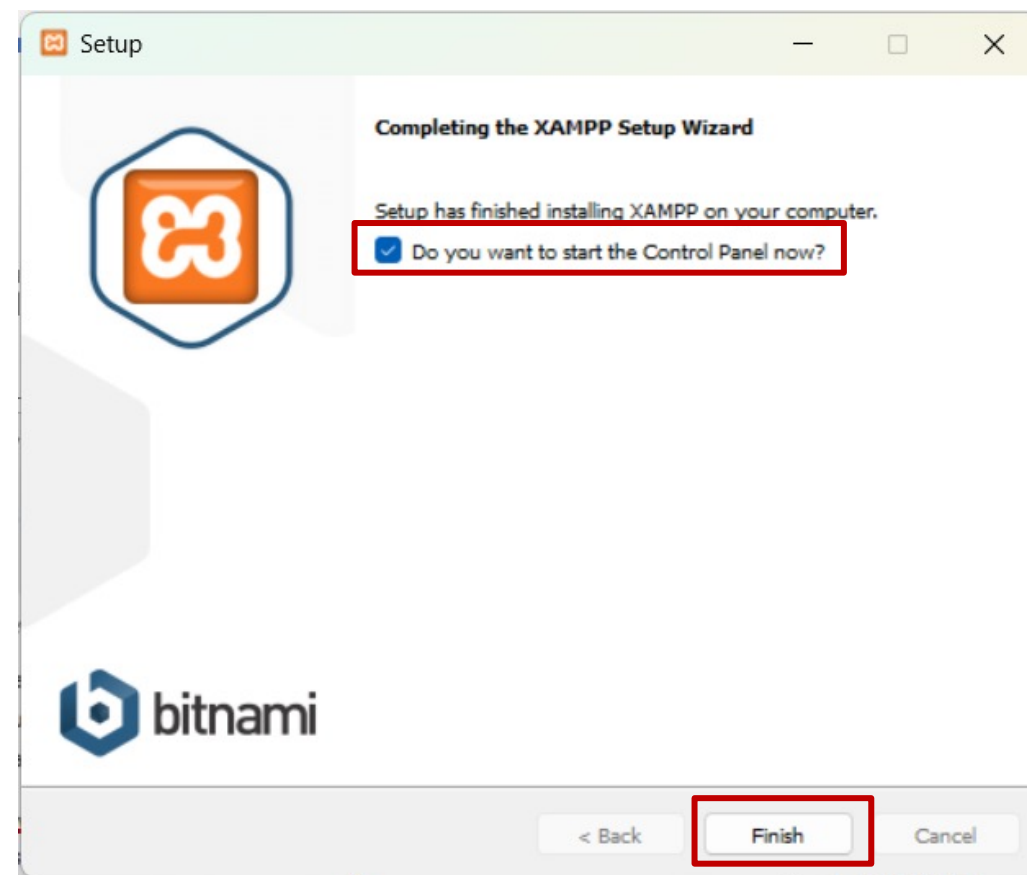 Setup
Completing the XAMPP Setup Wizard
Setup has finished installing XAMPP on your computer.
Do you want to start the Control Panel now?
bitnami
< Back
Finish
Cancel